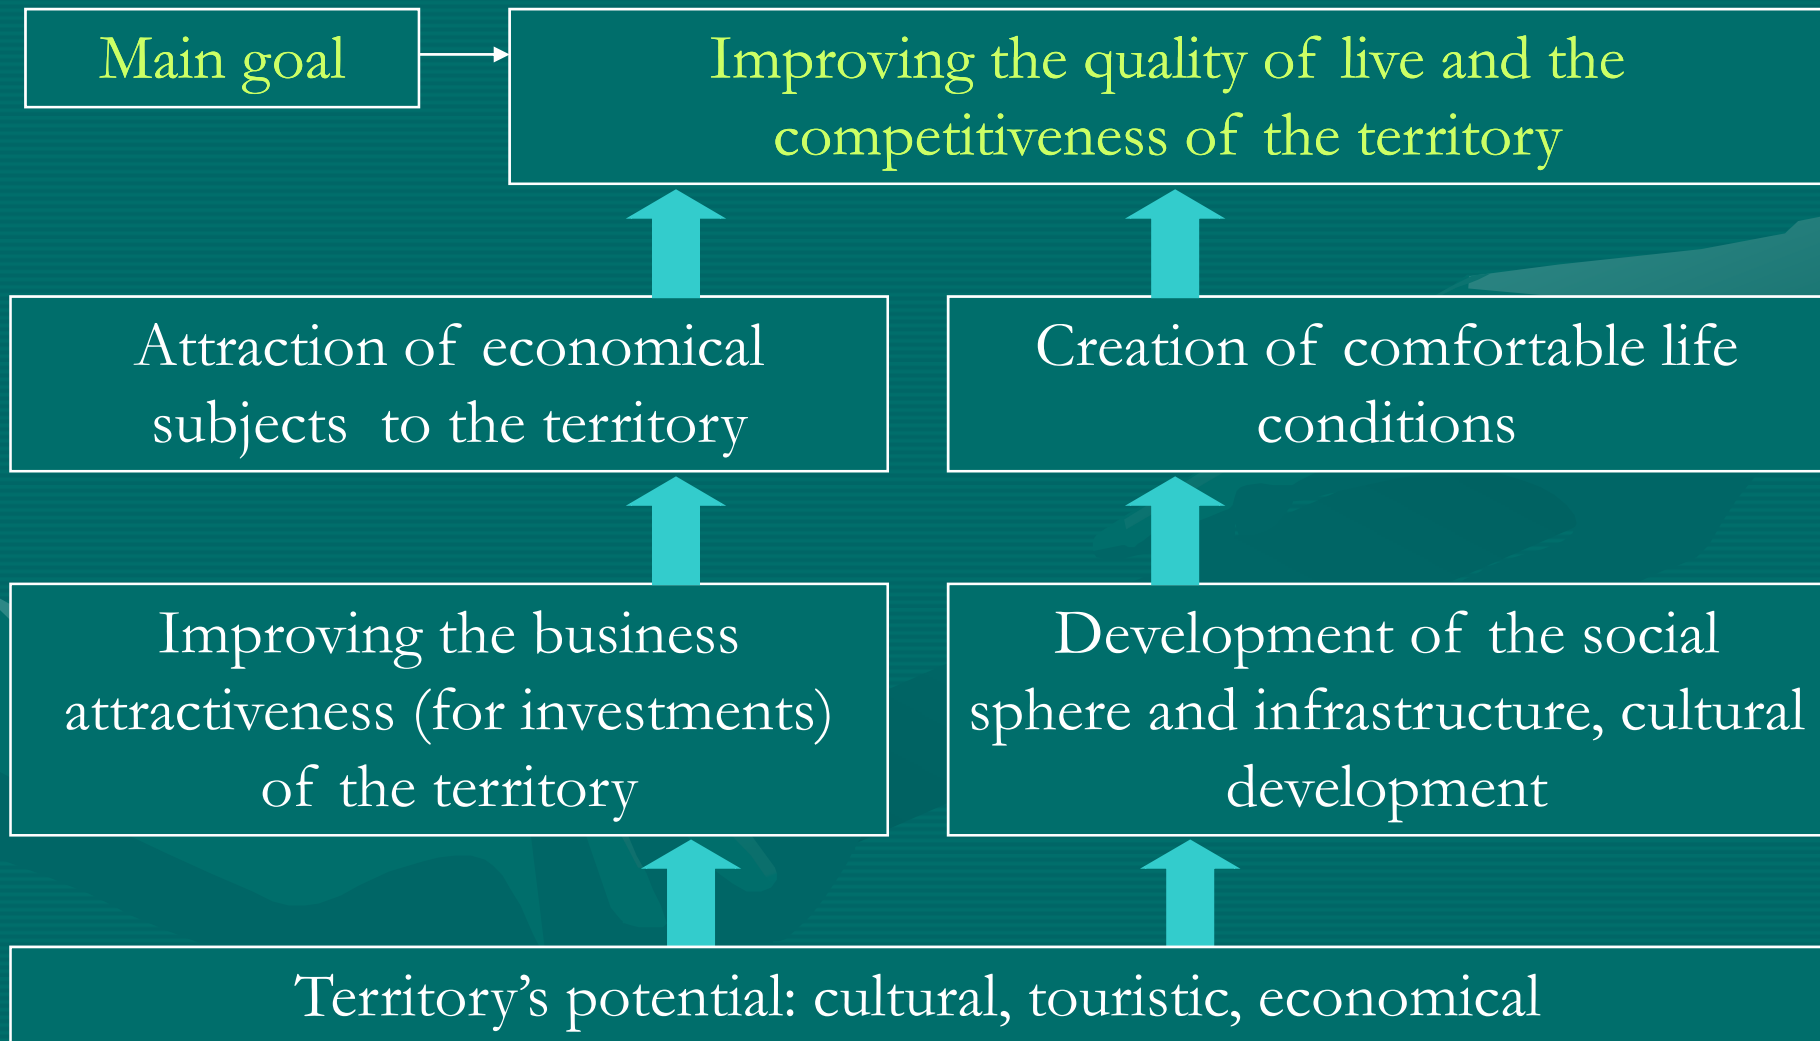 Main goal
Improving the quality of live and the
competitiveness of the territory
Attraction of economical
subjects to the territory
Creation of comfortable life
conditions
Improving the business
attractiveness (for investments)
of the territory
Development of the social
sphere and infrastructure, cultural
development
Territory’s potential: cultural, touristic, economical